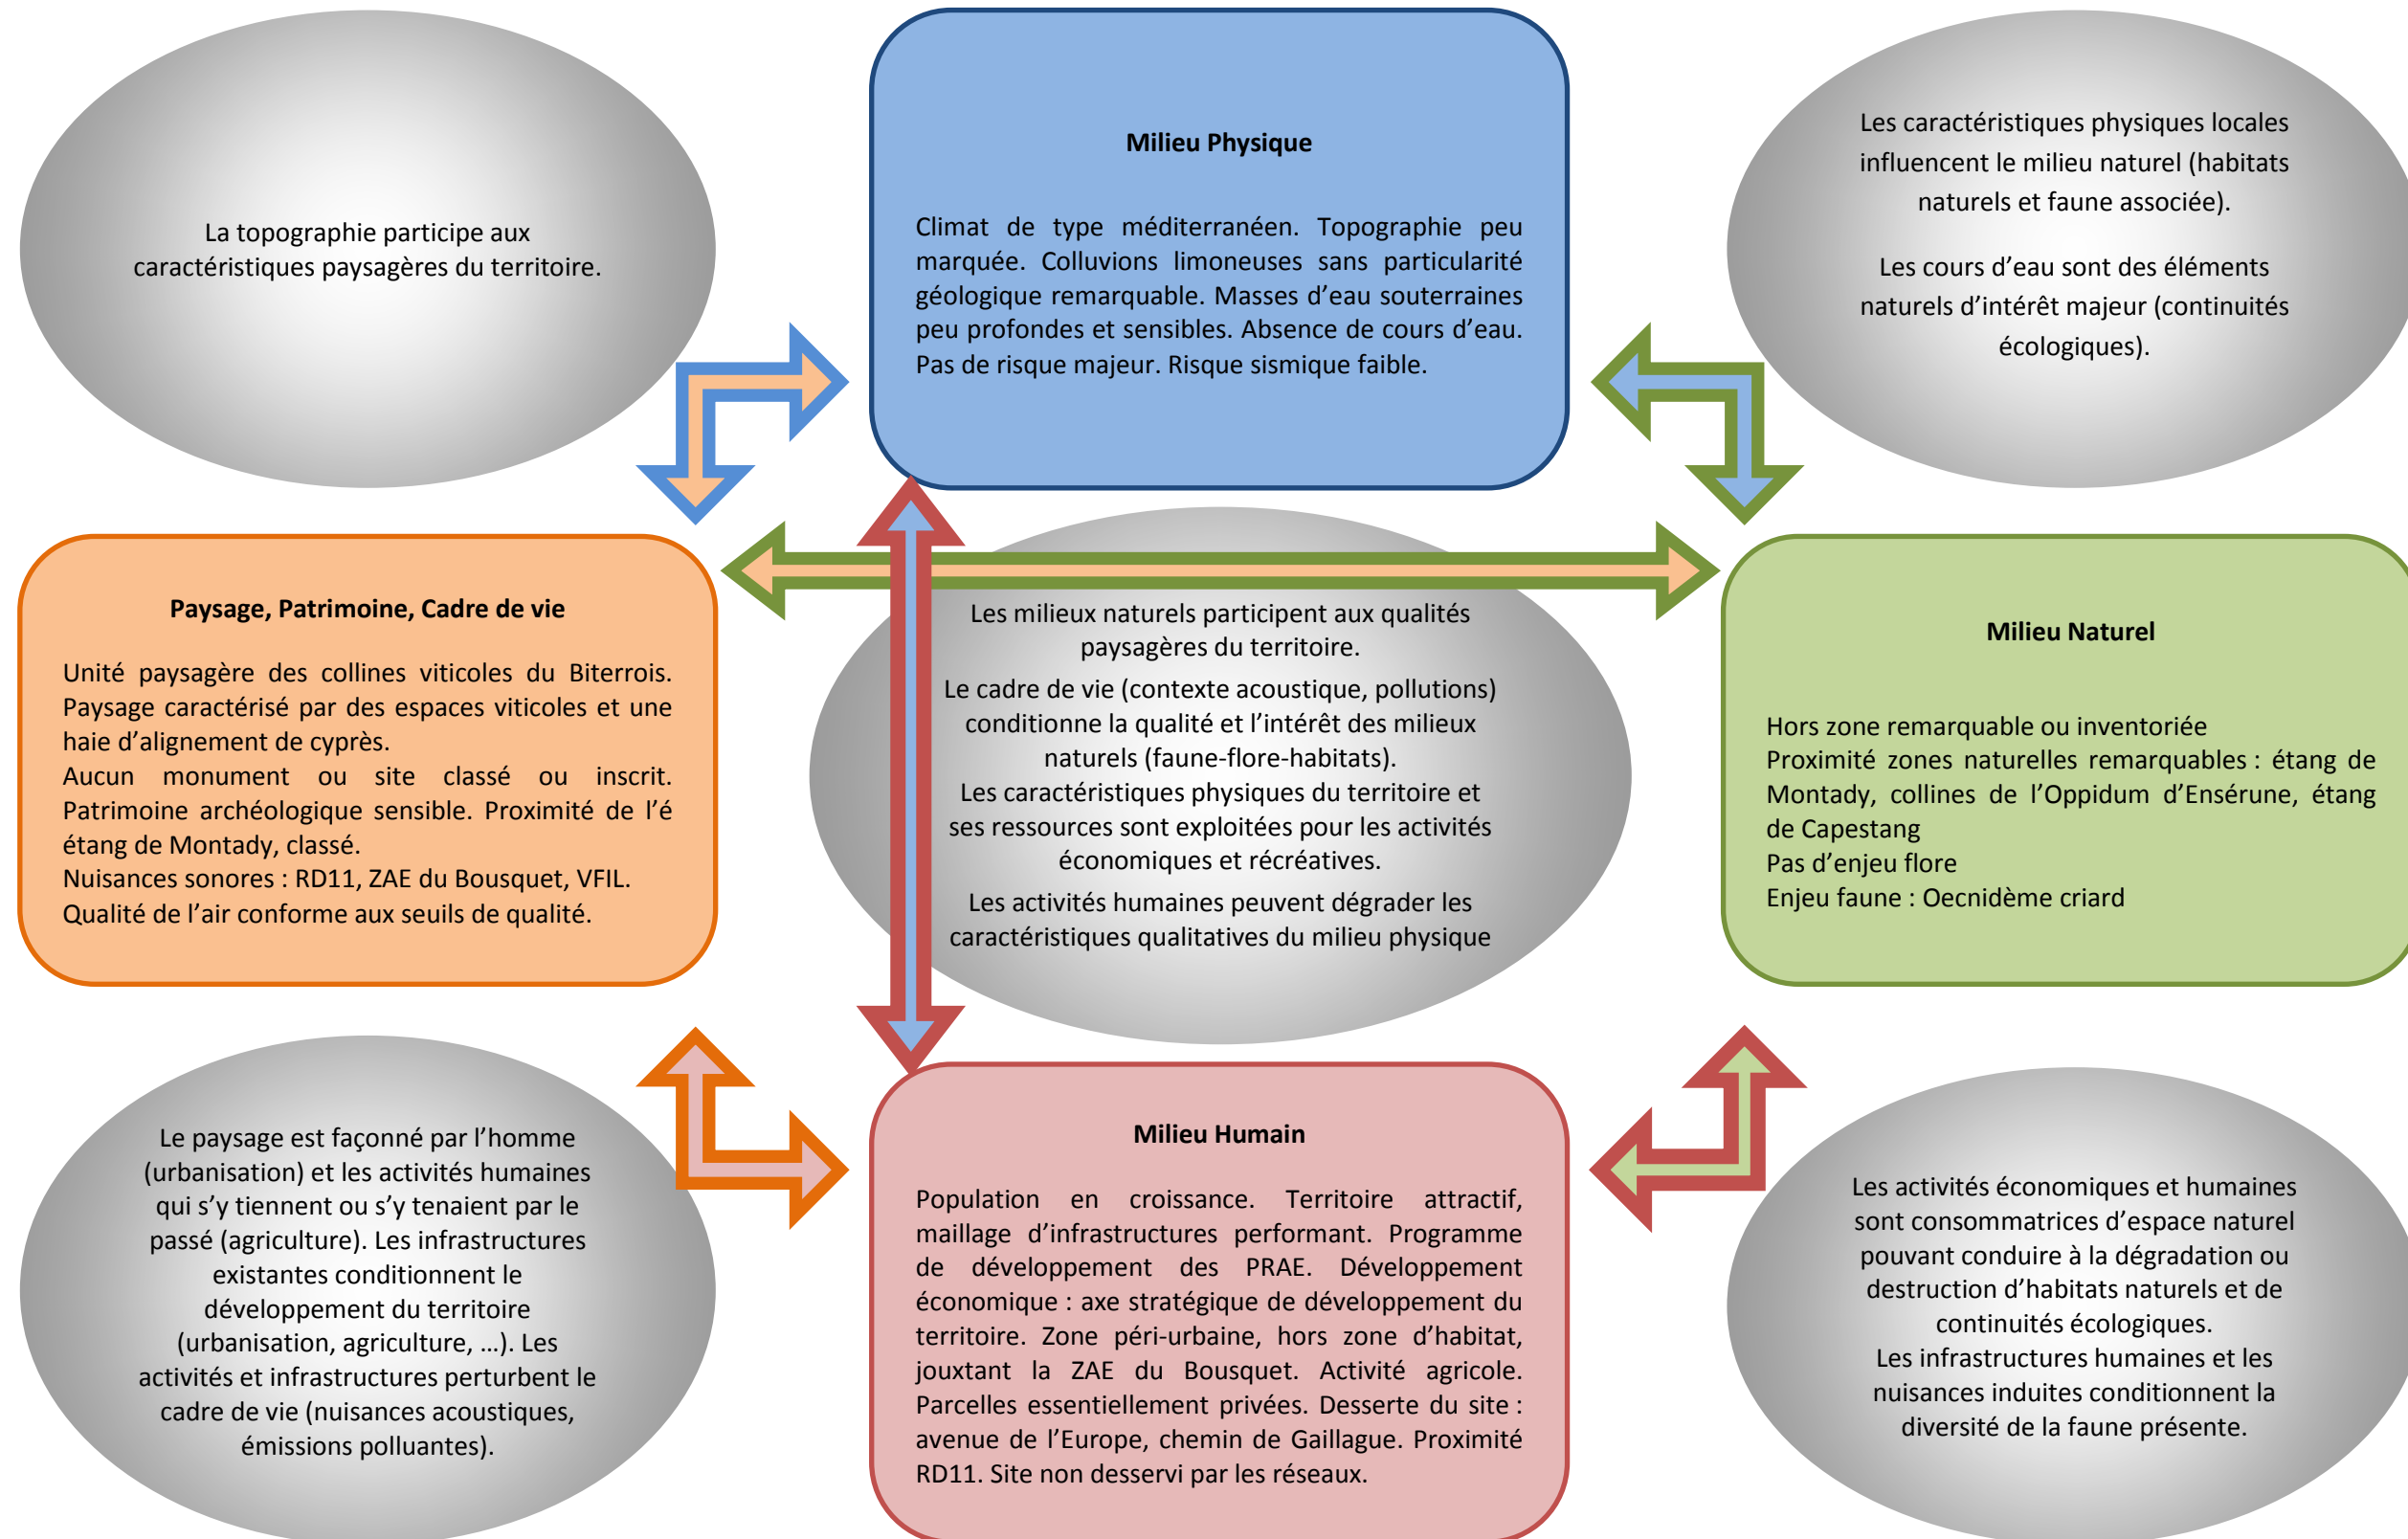 La topographie participe aux
caractéristiques paysagères du territoire.
Milieu Physique
Climat de type méditerranéen. Topographie peu
marquée. Colluvions limoneuses sans particularité
géologique remarquable. Masses d'eau souterraines
peu profondes et sensibles. Absence de cours d'eau.
Pas de risque majeur. Risque sismique faible.
Les caractéristiques physiques locales
influencent le milieu naturel (habitats
naturels et faune associée).
Les cours d'eau sont des éléments
naturels d'intérêt majeur (continuités
écologiques).
Paysage, Patrimoine, Cadre de vie
Unité paysagère des collines viticoles du Biterrois.
Paysage caractérisé par des espaces viticoles et une
haie d'alignement de cyprès.
Aucun monument ou site classé ou inscrit.
Patrimoine archéologique sensible. Proximité de l'é
étang de Montady, classé.
Nuisances sonores : RD11, ZAE du Bousquet, VFIL.
Qualité de l'air conforme aux seuils de qualité.
Les milieux naturels participent aux qualités
paysagères du territoire.
Le cadre de vie (contexte acoustique, pollutions)
conditionne la qualité et l'intérêt des milieux
naturels (faune-flore-habitats).
Les caractéristiques physiques du territoire et
ses ressources sont exploitées pour les activités
économiques et récréatives.
Les activités humaines peuvent dégrader les
caractéristiques qualitatives du milieu physique
Milieu Naturel
Hors zone remarquable ou inventoriée
Proximité zones naturelles remarquables : étang de
Montady, collines de l'Oppidum d'Ensérune, étang
de Capestang
Pas d'enjeu flore
Enjeu faune : Oecnidème criard
Le paysage est façonné par l'homme
(urbanisation) et les activités humaines
qui s'y tiennent ou s'y tenaient par le
passé (agriculture). Les infrastructures
existantes conditionnent le
développement du territoire
(urbanisation, agriculture, …). Les
activités et infrastructures perturbent le
cadre de vie (nuisances acoustiques,
émissions polluantes).
Milieu Humain
Population en croissance. Territoire attractif,
maillage d'infrastructures performant. Programme
de développement des PRAE. Développement
économique : axe stratégique de développement du
territoire. Zone péri-urbaine, hors zone d'habitat,
jouxtant la ZAE du Bousquet. Activité agricole.
Parcelles essentiellement privées. Desserte du site :
avenue de l'Europe, chemin de Gaillague. Proximité
RD11. Site non desservi par les réseaux.
Les activités économiques et humaines
sont consommatrices d'espace naturel
pouvant conduire à la dégradation ou
destruction d'habitats naturels et de
continuités écologiques.
Les infrastructures humaines et les
nuisances induites conditionnent la
diversité de la faune présente.